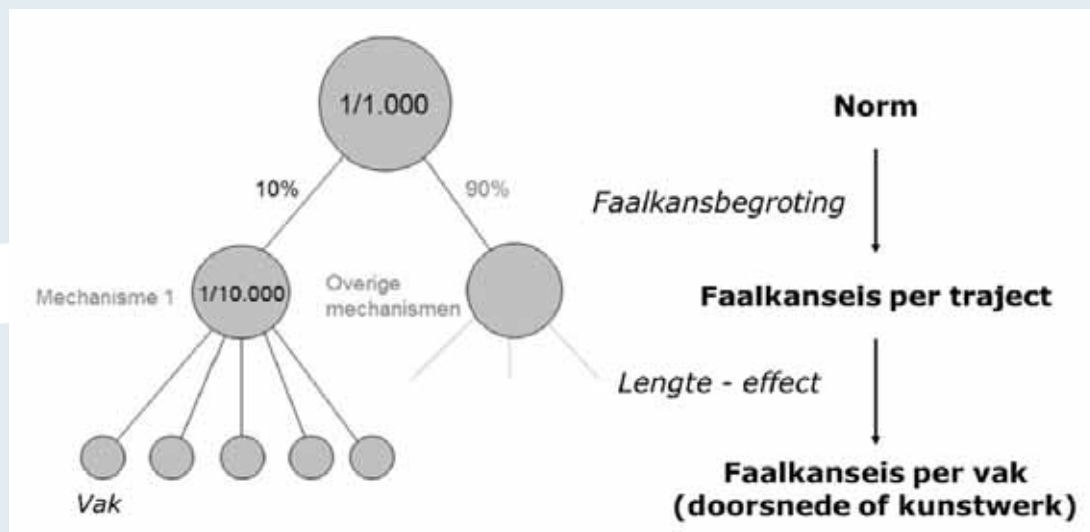 1/1.000
10%
90%
Mechanisme 1
1/10.000
Overige
mechanismen
Vak
Norm
Faalkansbegroting
Faalkanseis per traject
Lengte - effect
Faalkanseis per vak
(doorsnede of kunstwerk)